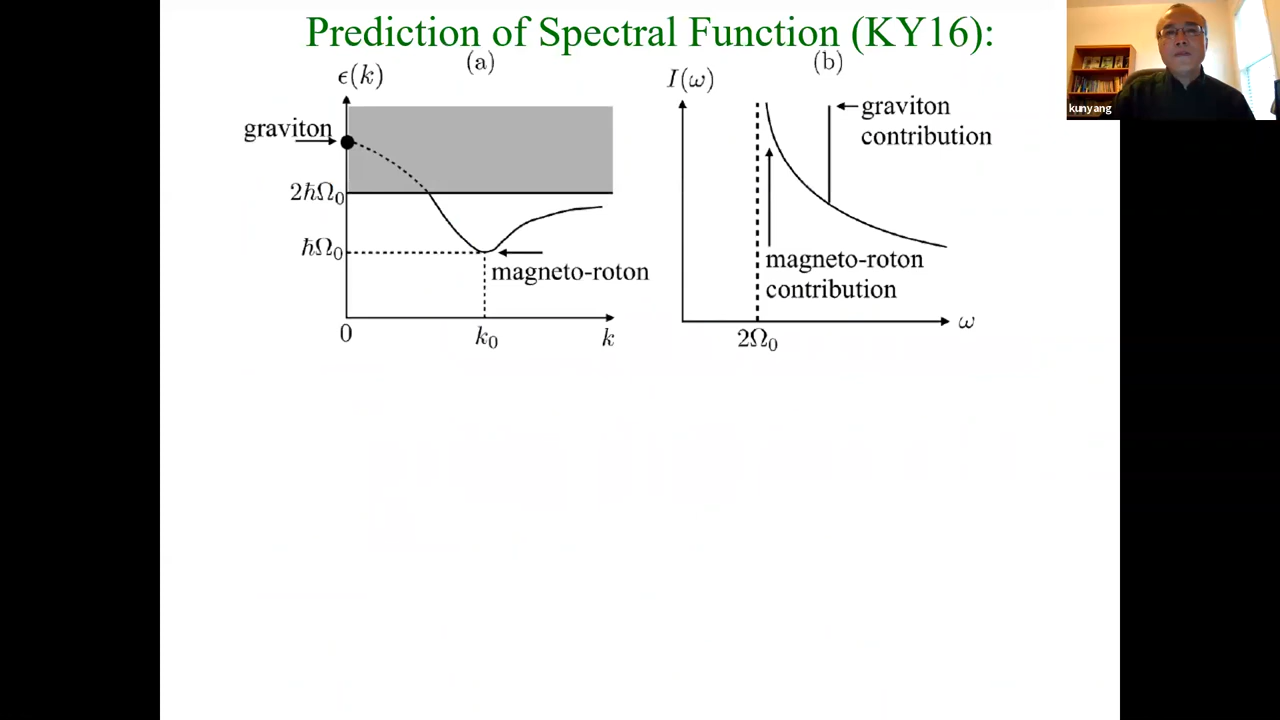 Prediction of Spectral Function (KY16):
(a)
ϵ(k)
graviton
2ℏΩ₀
ℏΩ₀
magneto-roton
0
k₀
k
(b)
I(ω)
graviton
contribution
magneto-roton
contribution
2Ω₀
ω
kunyang